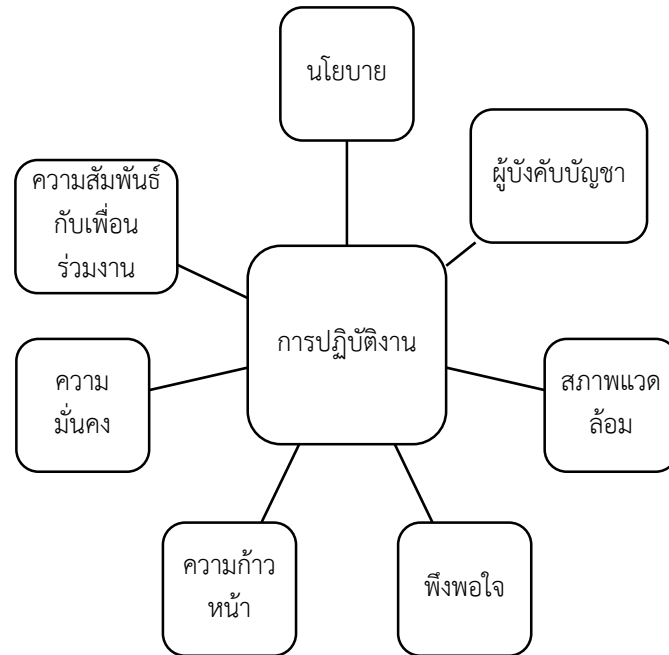 นโยบาย
ผู้บังคับบัญชา
ความสัมพันธ์
กับเพื่อน
ร่วมงาน
การปฏิบัติงาน
ความ
มั่นคง
สภาพแวด
ล้อม
ความก้าว
หน้า
พึงพอใจ